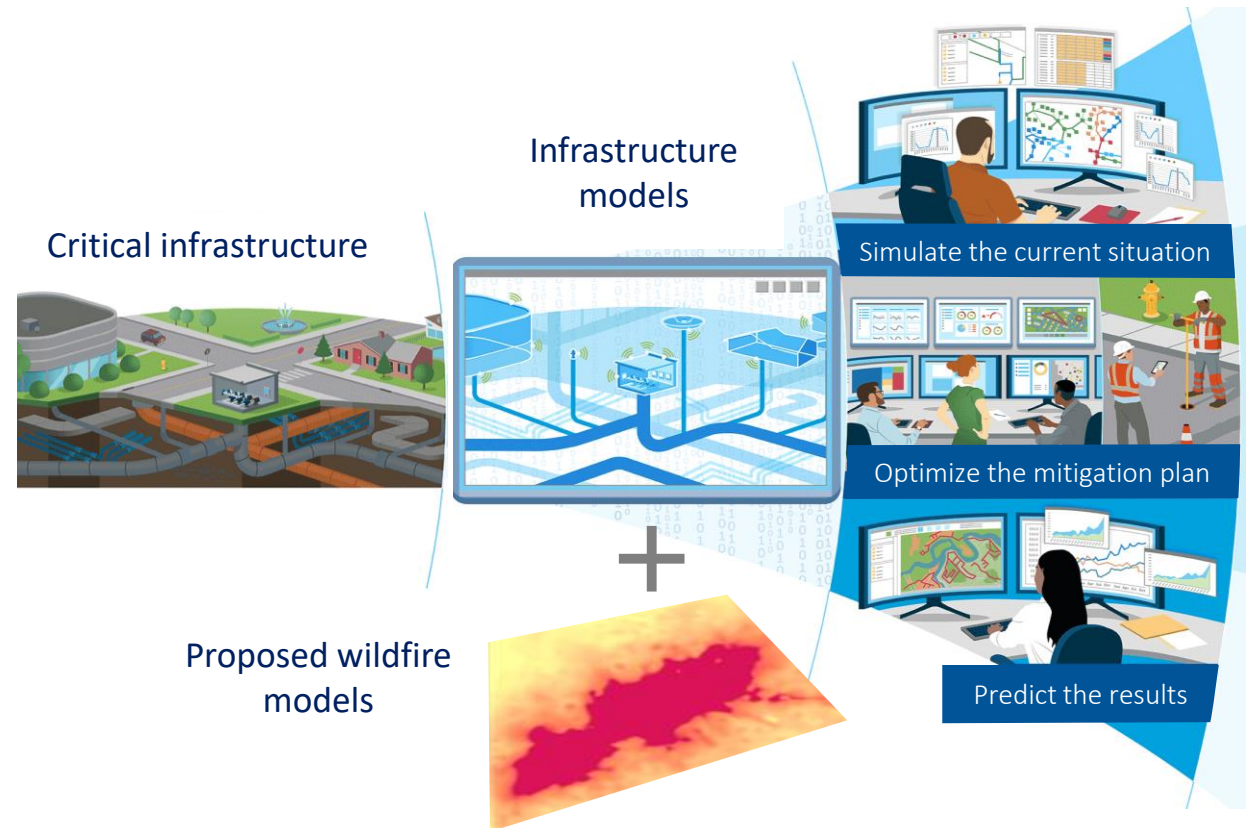 Critical infrastructure
Infrastructure
models
Proposed wildfire
models
Simulate the current situation
Optimize the mitigation plan
Predict the results